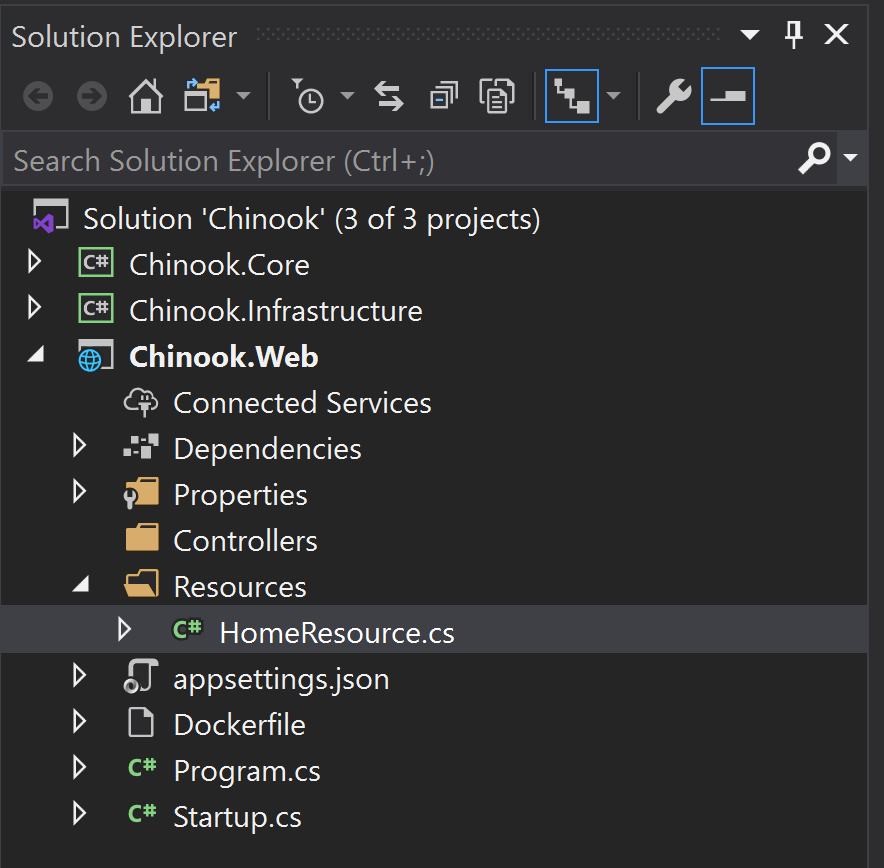 Solution Explorer
Search Solution Explorer (Ctrl+;)
Solution 'Chinook' (3 of 3 projects)
C# Chinook.Core
C# Chinook.Infrastructure
Chinook.Web
Connected Services
Dependencies
Properties
Controllers
Resources
C# HomeResource.cs
appsettings.json
Dockerfile
C# Program.cs
C# Startup.cs